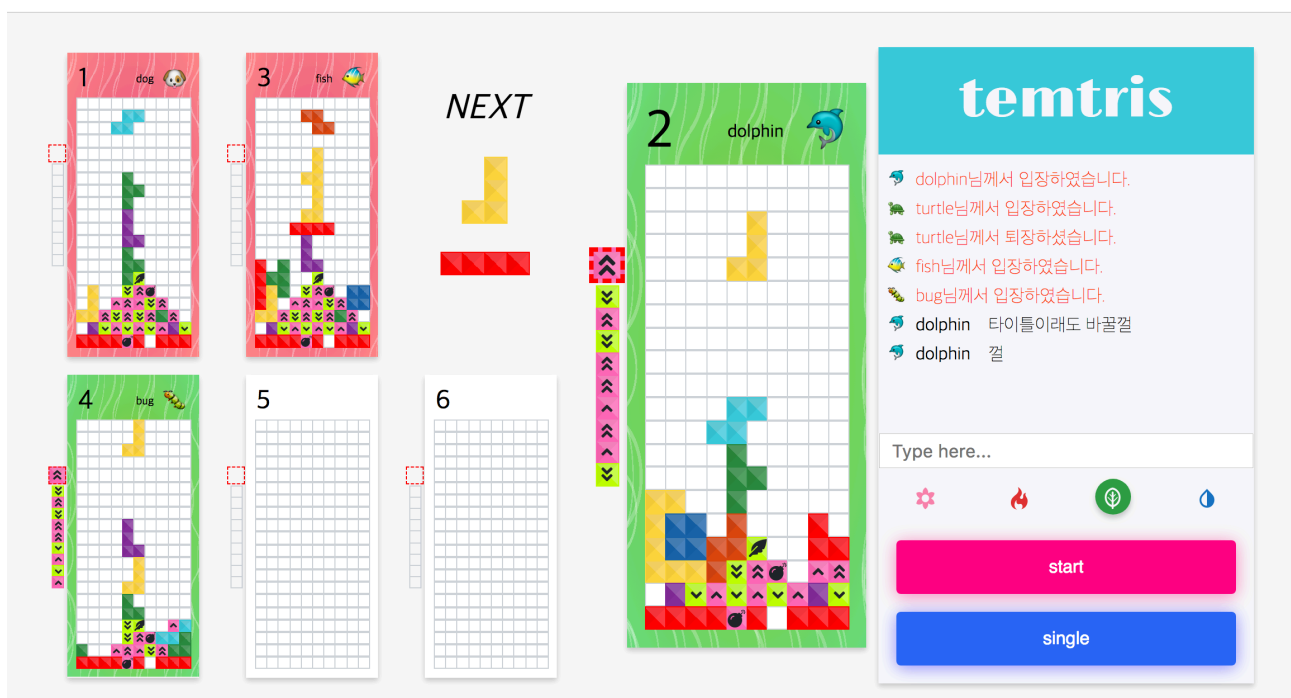 1 dog
3 fish
NEXT
2 dolphin
temtris
dolphin님께서 입장하였습니다.
turtle님께서 입장하였습니다.
turtle님께서 퇴장하셨습니다.
fish님께서 입장하였습니다.
bug님께서 입장하였습니다.
dolphin 타이틀이래도 바꿀껄
dolphin 껄
4 bug
5
6
Type here...
start
single